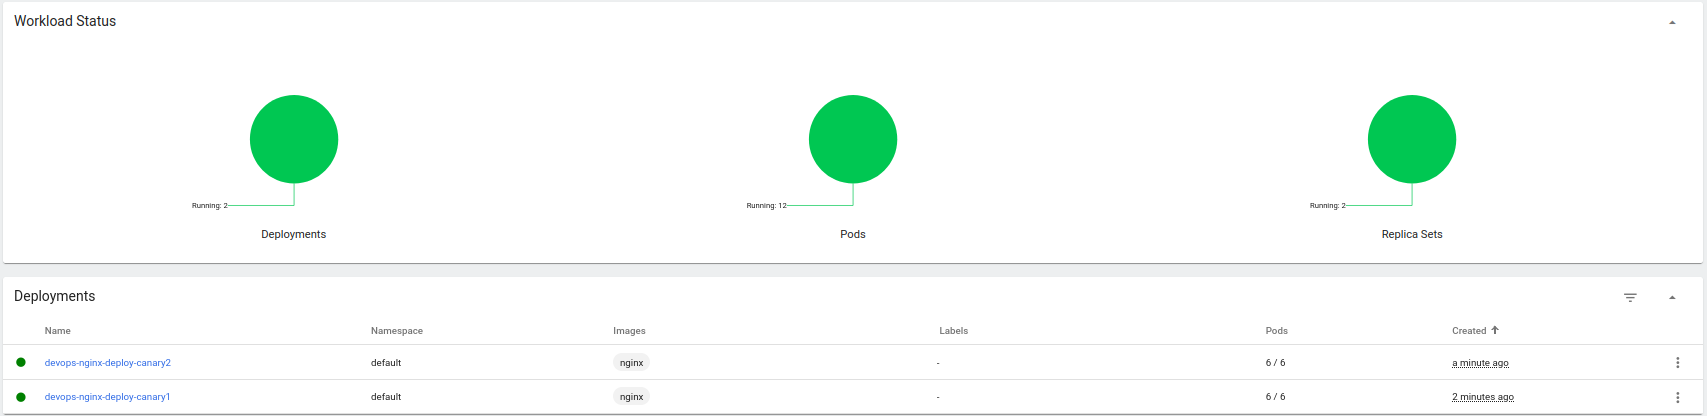 Workload Status
Running: 2
Running: 12
Running: 2
Deployments
Pods
Replica Sets
Deployments
Name Namespace Images Labels Pods Created
devops-nginx-deploy-canary2 default nginx - 6 / 6 a minute ago
devops-nginx-deploy-canary1 default nginx - 6 / 6 2 minutes ago